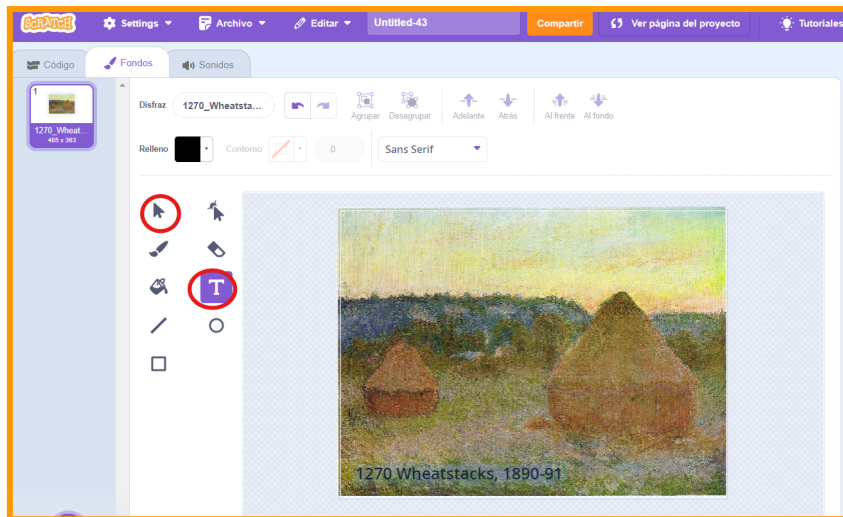 SCRATCH Settings Archivo Editar Untitled-43 Compartir Ver página del proyecto Tutoriales
Código Fondos Sonidos
1
1270_Wheat...
485 x 363
Disfraz 1270_Wheatsta... Agrupar Desagrupar Adelante Atrás Al frente Al fondo
Relleno Contorno 0 Sans Serif
T
1270 Wheatstacks, 1890-91